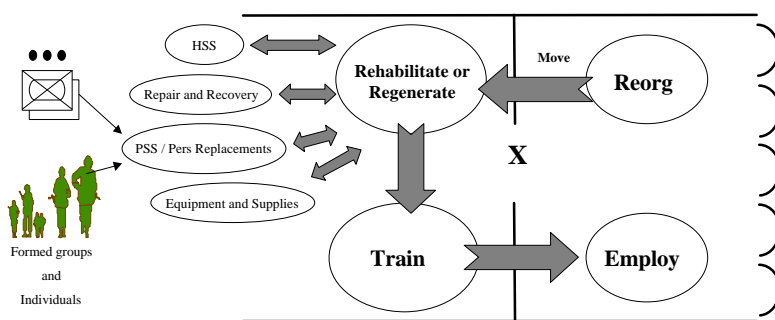 HSS
Repair and Recovery
PSS / Pers Replacements
Equipment and Supplies
Formed groups
and
Individuals
Rehabilitate or
Regenerate
Move
Reorg
X
Train
Employ